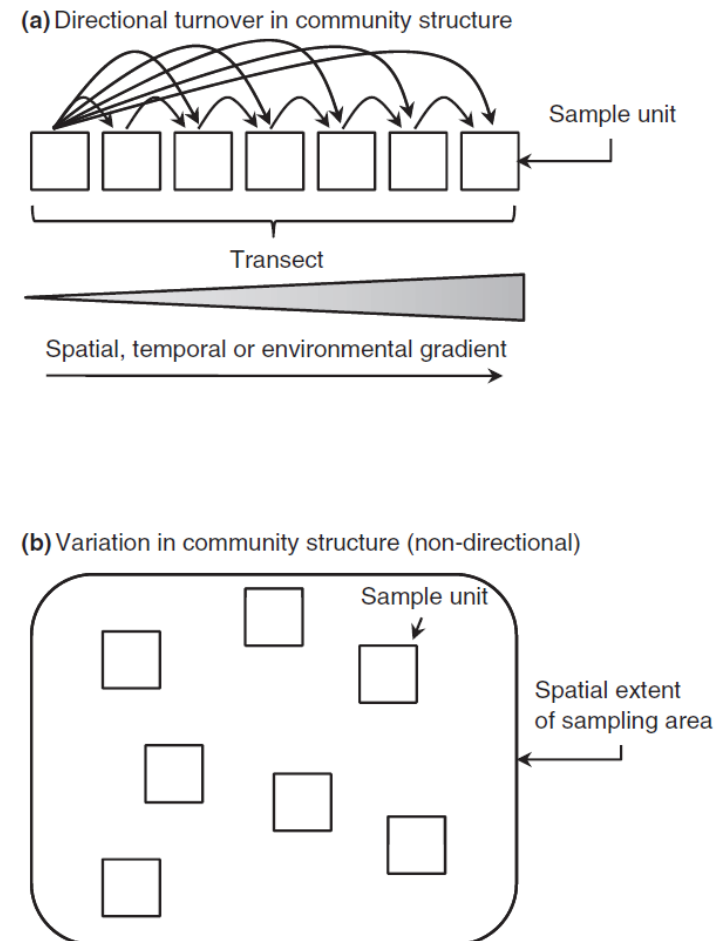 (a) Directional turnover in community structure
Sample unit
Transect
Spatial, temporal or environmental gradient
(b) Variation in community structure (non-directional)
Sample unit
Spatial extent
of sampling area